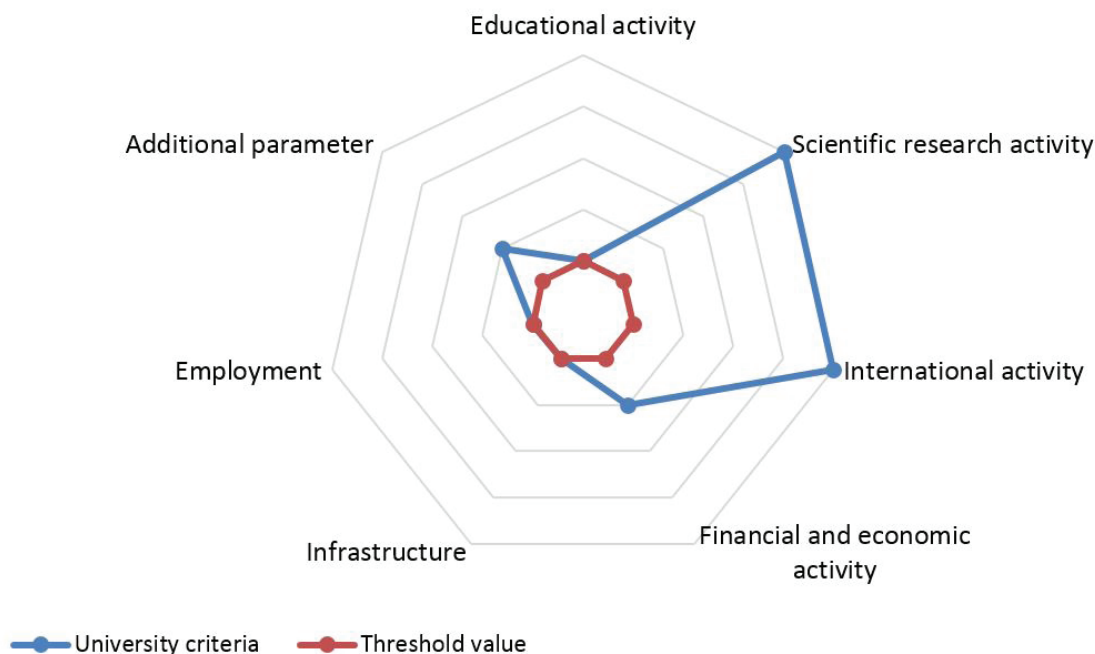 Educational activity
Additional parameter
Scientific research activity
Employment
International activity
Infrastructure
Financial and economic
activity
University criteria
Threshold value